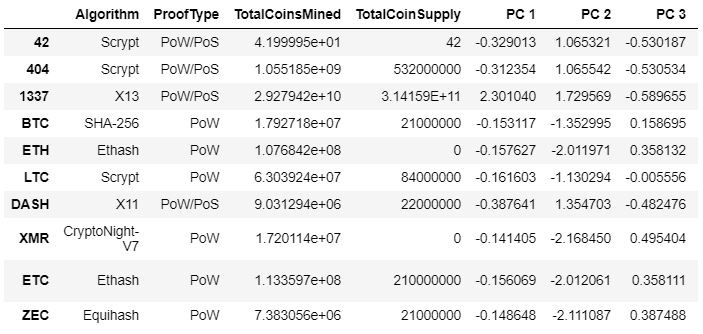 Algorithm ProofType TotalCoinsMined TotalCoinSupply PC 1 PC 2 PC 3
42 Scrypt PoW/PoS 4.199995e+01 42 -0.329013 1.065321 -0.530187
404 Scrypt PoW/PoS 1.055185e+09 532000000 -0.312354 1.065542 -0.530534
1337 X13 PoW/PoS 2.927942e+10 3.14159E+11 2.301040 1.729569 -0.589655
BTC SHA-256 PoW 1.792718e+07 21000000 -0.153117 -1.352995 0.158695
ETH Ethash PoW 1.076842e+08 0 -0.157627 -2.011971 0.358132
LTC Scrypt PoW 6.303924e+07 84000000 -0.161603 -1.130294 -0.005556
DASH X11 PoW/PoS 9.031294e+06 22000000 -0.387641 1.354703 -0.482476
XMR CryptoNight-
V7 PoW 1.720114e+07 0 -0.141405 -2.168450 0.495404
ETC Ethash PoW 1.133597e+08 210000000 -0.156069 -2.012061 0.358111
ZEC Equihash PoW 7.383056e+06 21000000 -0.148648 -2.111087 0.387488